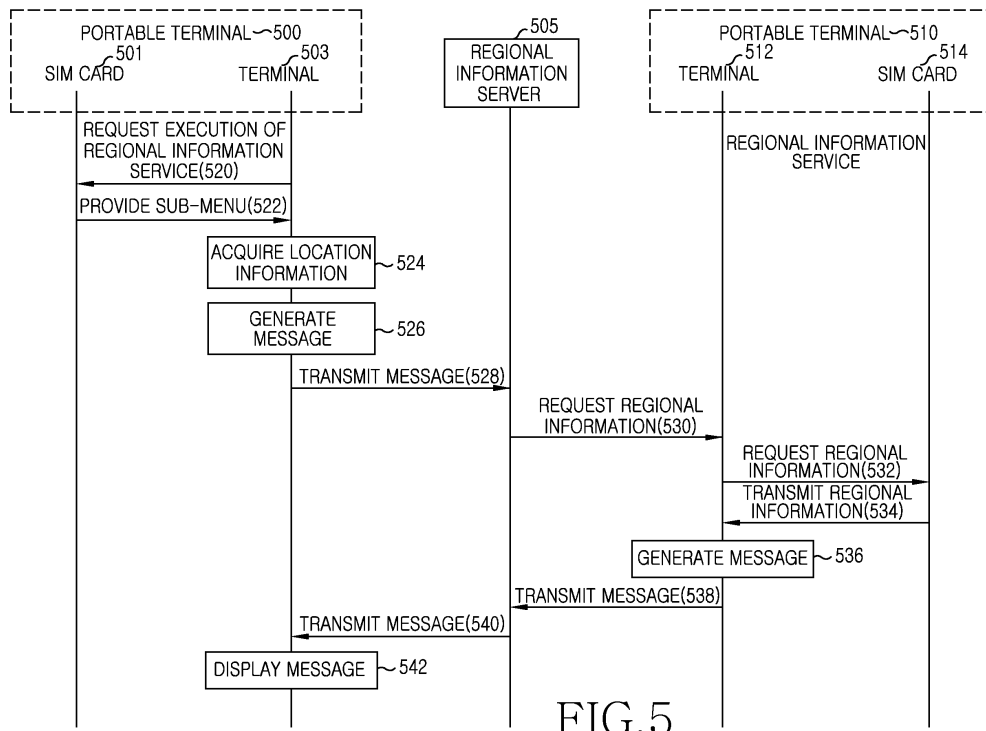 PORTABLE TERMINAL~500
501
503
SIM CARD
TERMINAL
505
REGIONAL
INFORMATION
SERVER
PORTABLE TERMINAL~510
512
514
TERMINAL
SIM CARD
REQUEST EXECUTION OF
REGIONAL INFORMATION
SERVICE(520)
REGIONAL INFORMATION
SERVICE
PROVIDE SUB-MENU(522)
ACQUIRE LOCATION
INFORMATION
524
GENERATE
MESSAGE
526
TRANSMIT MESSAGE(528)
REQUEST REGIONAL
INFORMATION(530)
REQUEST REGIONAL
INFORMATION(532)
TRANSMIT REGIONAL
INFORMATION(534)
GENERATE MESSAGE
536
TRANSMIT MESSAGE(538)
TRANSMIT MESSAGE(540)
DISPLAY MESSAGE
542
FIG.5